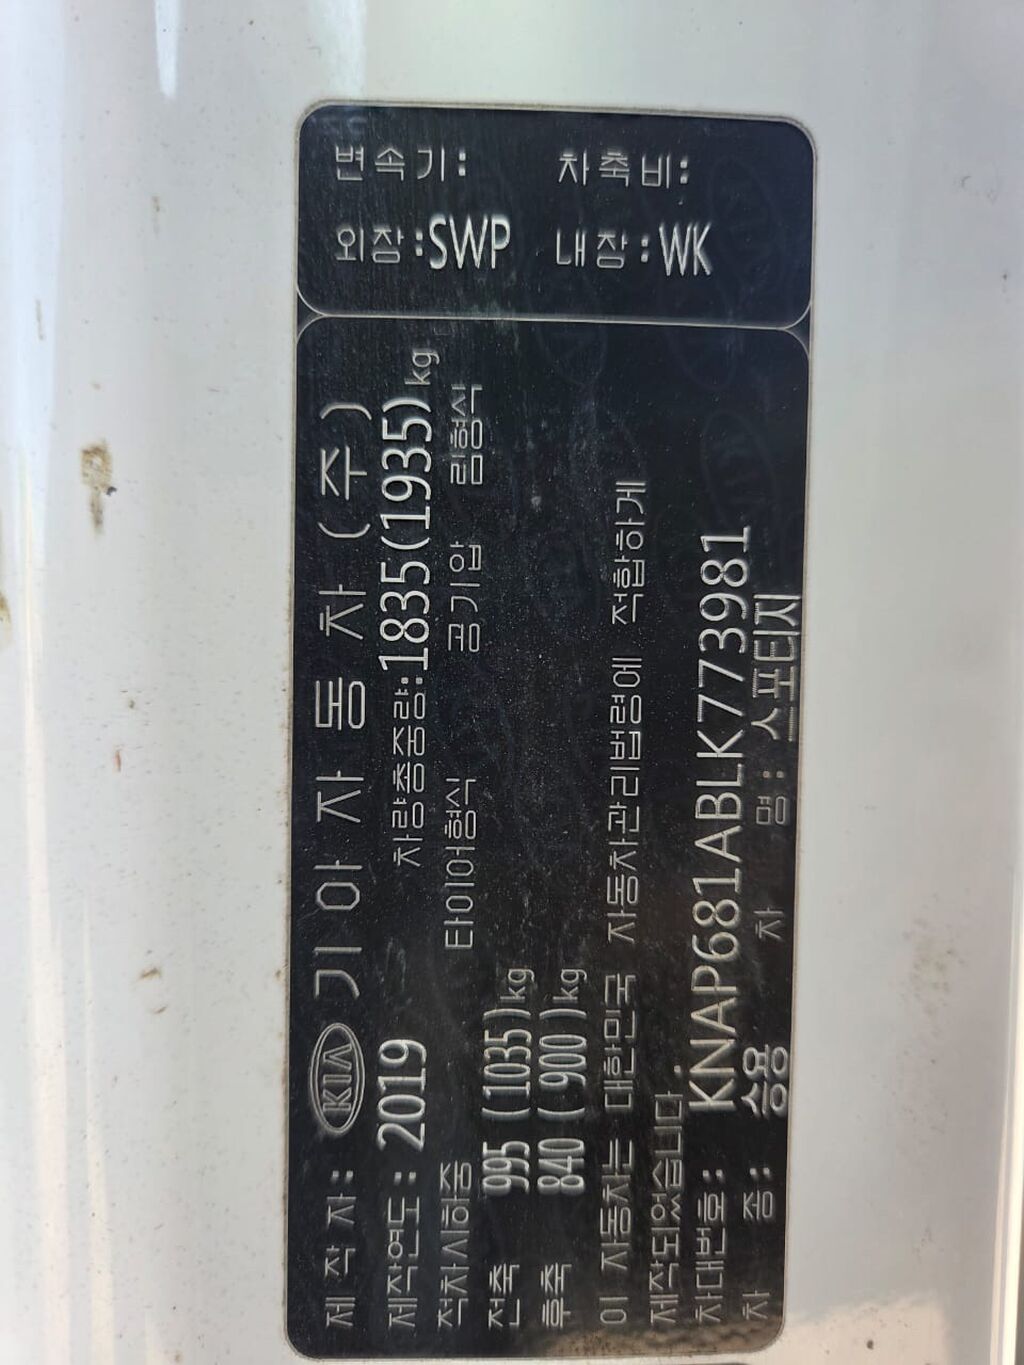 변속기: 차축비:
외장:SWP 내장:WK
제작자: KIA 기아자동차(주)
제작연도: 2019 차량총중량:1835(1935)kg
적차시하중 타이어형식 공기압 림형식
전축 995 (1035)kg
후축 840 ( 900 )kg
이 자동차는 대한민국 자동차관리법령에 적합하게
제작되었습니다.
차대번호: KNAP681ABLK773981
차 종: 승용 차 명: 스포티지